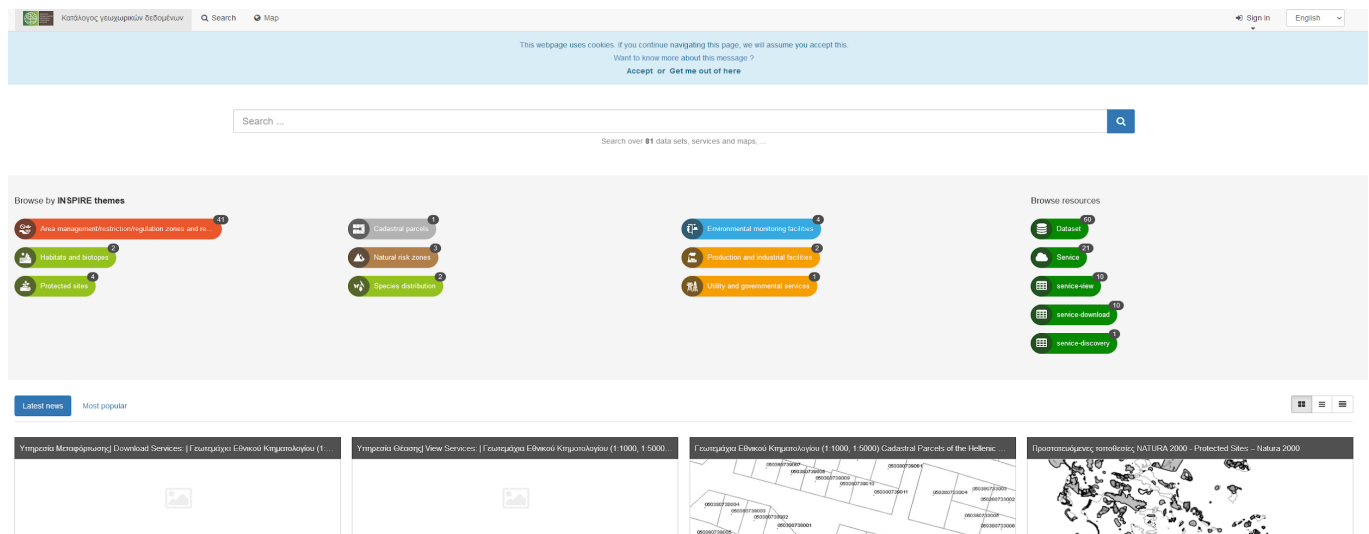 Κατάλογος γεωχωρικών δεδομένων Search Map Sign in English
This webpage uses cookies. If you continue navigating this page, we will assume you accept this.
Want to know more about this message ?
Accept or Get me out of here
Search ...
Search over 81 data sets, services and maps, ...
Browse by INSPIRE themes
Area management/restriction/regulation zones and re... 41
Cadastral parcels 1
Environmental monitoring facilities 4
Habitats and biotopes 2
Natural risk zones 3
Production and industrial facilities 2
Protected sites 4
Species distribution 2
Utility and governmental services 1
Browse resources
Dataset 60
Service 21
service-view 10
service-download 10
service-discovery 1
Latest news Most popular
Υπηρεσία Μεταφόρτωσης| Download Services: | Γεωτεμάχια Εθνικού Κτηματολογίου (1:...
Υπηρεσία Θέασης| View Services: | Γεωτεμάχια Εθνικού Κτηματολογίου (1:1000, 1:5000...
Γεωτεμάχια Εθνικού Κτηματολογίου (1:1000, 1:5000) Cadastral Parcels of the Hellenic ...
Προστατευόμενες τοποθεσίες NATURA 2000 - Protected Sites – Natura 2000